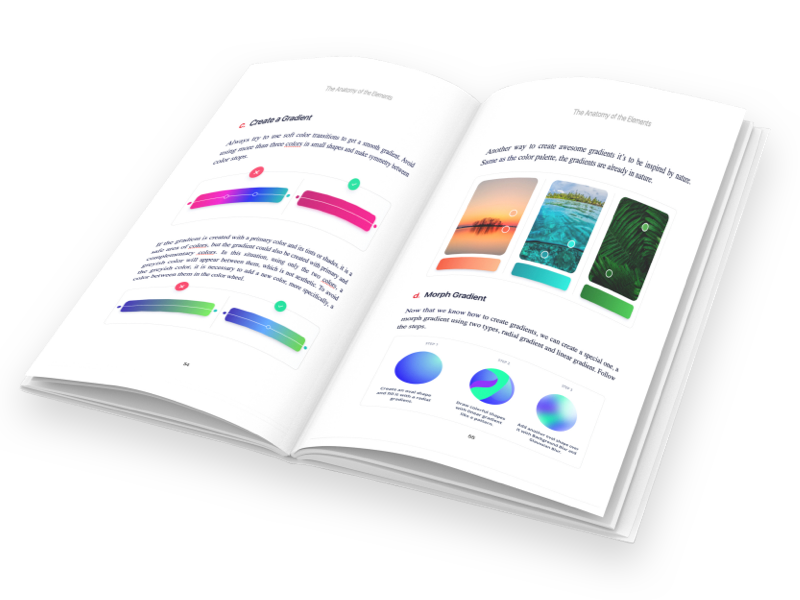 The Anatomy of the Elements
c. Create a Gradient
Always try to use soft color transitions to get a smooth gradient. Avoid
using more than three colors in small shapes and make symmetry between
color stops.
If the gradient is created with a primary color and its tints or shades, it is a
safe area of colors, but the gradient could also be created with primary and
complementary colors. In this situation, using only the two colors, a
greyish color will appear between them, which is not aesthetic. To avoid
the greyish color, it is necessary to add a new color, more specifically, a
color between them in the color wheel.
54
The Anatomy of the Elements
Another way to create awesome gradients it's to be inspired by nature.
Same as the color palette, the gradients are already in nature.
d. Morph Gradient
Now that we know how to create gradients, we can create a special one, a
morph gradient using two types, radial gradient and linear gradient. Follow
the steps.
STEP 1
STEP 2
STEP 3
Create an oval shape
and fill it with a radial
gradient.
Draw colorful shapes
with linear gradient
like a pattern.
Add another oval shape over
it with Background Blur and
Gaussian Blur.
55